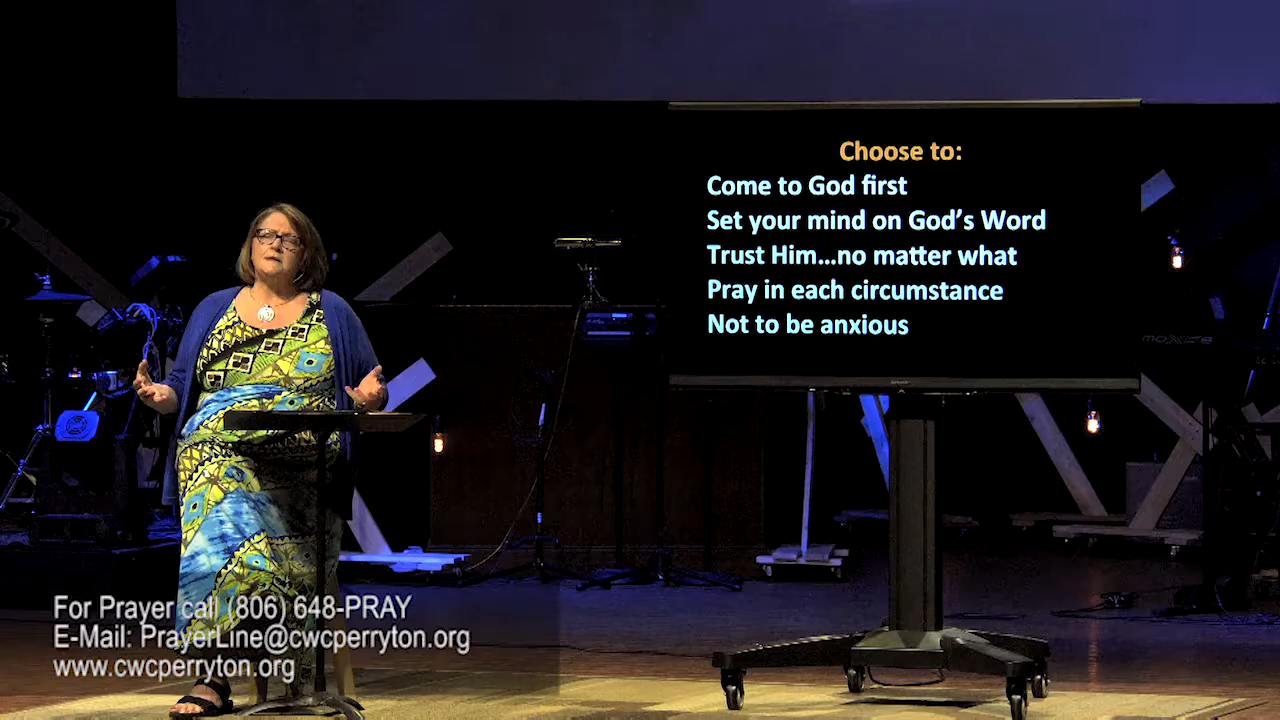 Choose to:
Come to God first
Set your mind on God's Word
Trust Him...no matter what
Pray in each circumstance
Not to be anxious
For Prayer call (806) 648-PRAY
E-Mail: PrayerLine@cwcperryton.org
www.cwcperryton.org